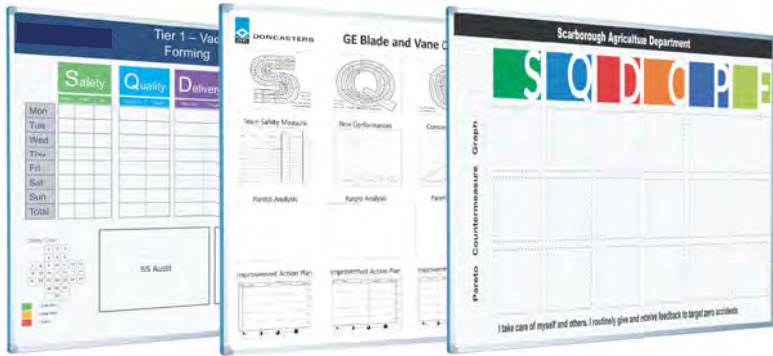 Tier 1 – Vac
Forming
Safety
Quality
Delivery
Mon
Tue
Wed
Thu
Fri
Sat
Sun
Total
5S Audit
DONCASTERS
GE Blade and Vane C
S
Q
Team Safety Measure
Non Conformances
Pareto Analysis
Pareto Analysis
Improvement Action Plan
Improvement Action Plan
Scarborough Agricultue Department
S Q D C P E
Graph
Countermeasure
Pareto
I take care of myself and others. I routinely give and receive feedback to target zero accidents